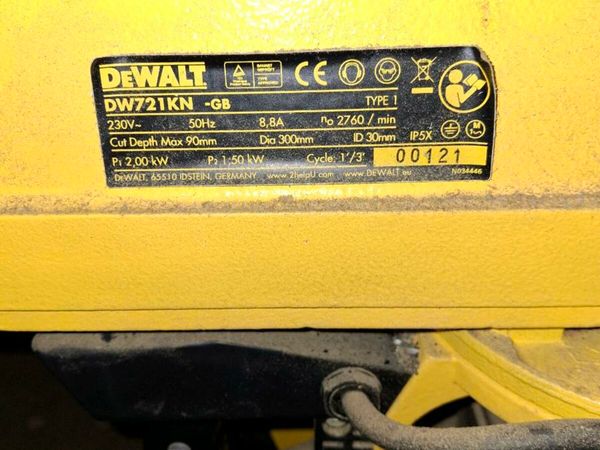 DEWALT
DW721KN -GB TYPE 1
230V~ 50Hz 8,8A n₀ 2760 / min
Cut Depth Max 90mm Dia 300mm ID 30mm IP5X
P₁ 2,00 kW P₂ 1,50 kW Cycle: 1'/3' 00121
DeWALT, 65510 IDSTEIN, GERMANY www.2helpU.com www.DEWALT.eu N034446